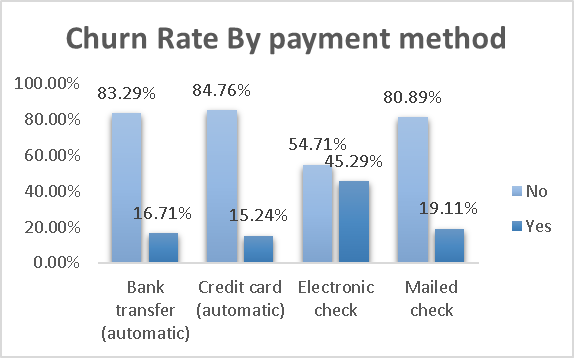 Churn Rate By payment method
100.00%
80.00%
60.00%
40.00%
20.00%
0.00%
83.29%
16.71%
84.76%
15.24%
54.71%
45.29%
80.89%
19.11%
Bank
transfer
(automatic)
Credit card
(automatic)
Electronic
check
Mailed
check
No
Yes